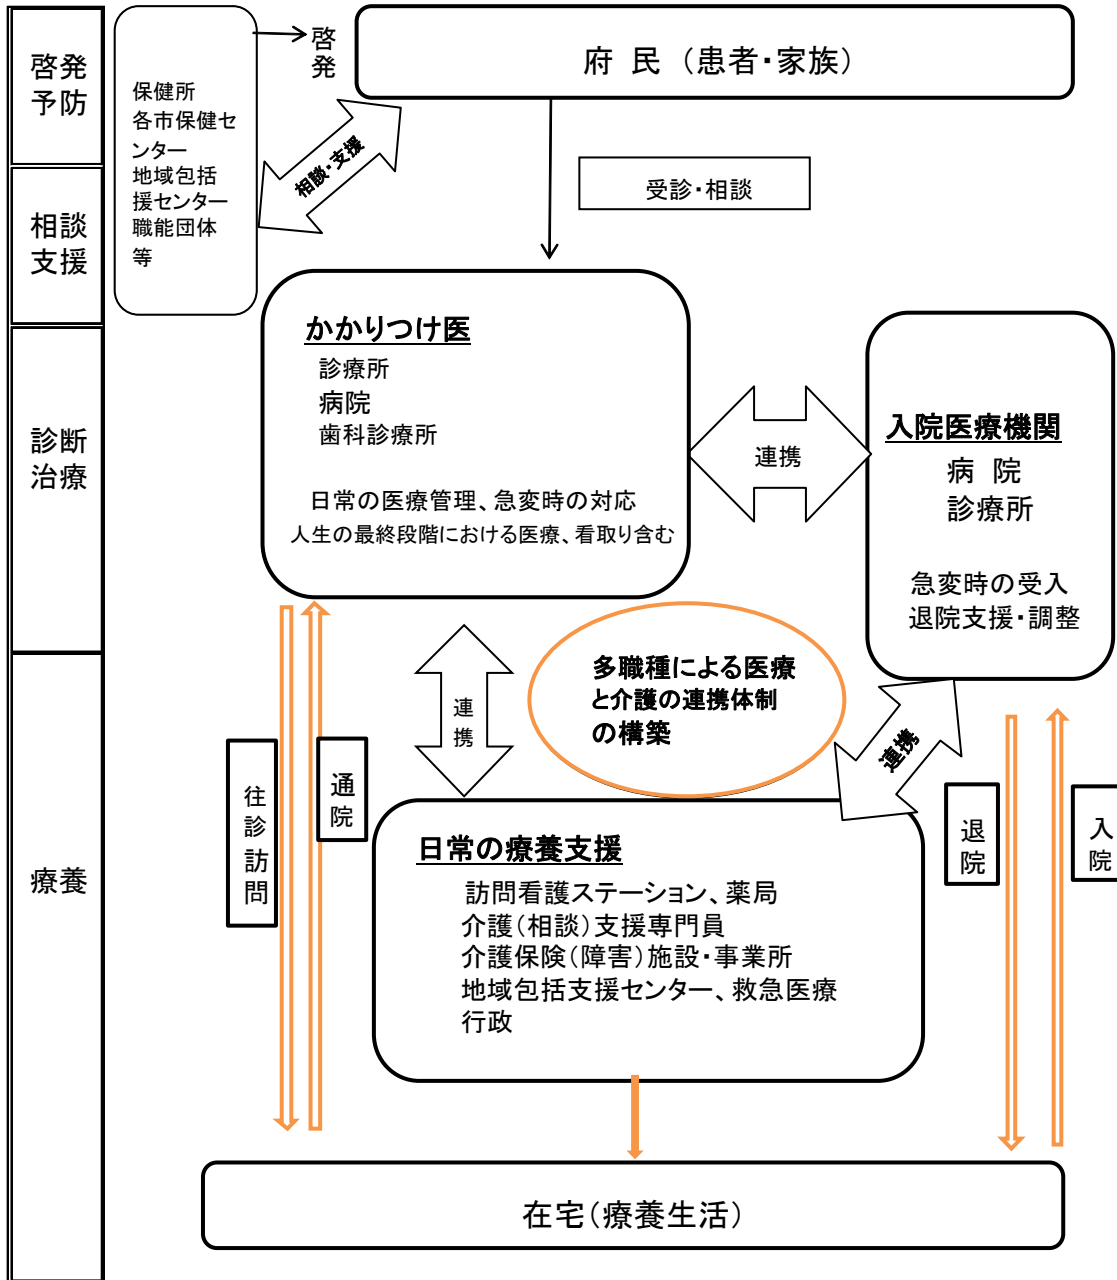 啓発
予防
相談
支援
診断
治療
療養
保健所
各市保健セ
ンター
地域包括
援センター
職能団体
等
啓発
府 民 （患者・家族）
相談・支援
受診・相談
かかりつけ医
診療所
病院
歯科診療所
日常の医療管理、急変時の対応
人生の最終段階における医療、看取り含む
連携
入院医療機関
病 院
診療所
急変時の受入
退院支援・調整
連携
多職種による医療
と介護の連携体制
の構築
連携
往診訪問
通院
日常の療養支援
訪問看護ステーション、薬局
介護（相談）支援専門員
介護保険（障害）施設・事業所
地域包括支援センター、救急医療
行政
退院
入院
在宅（療養生活）